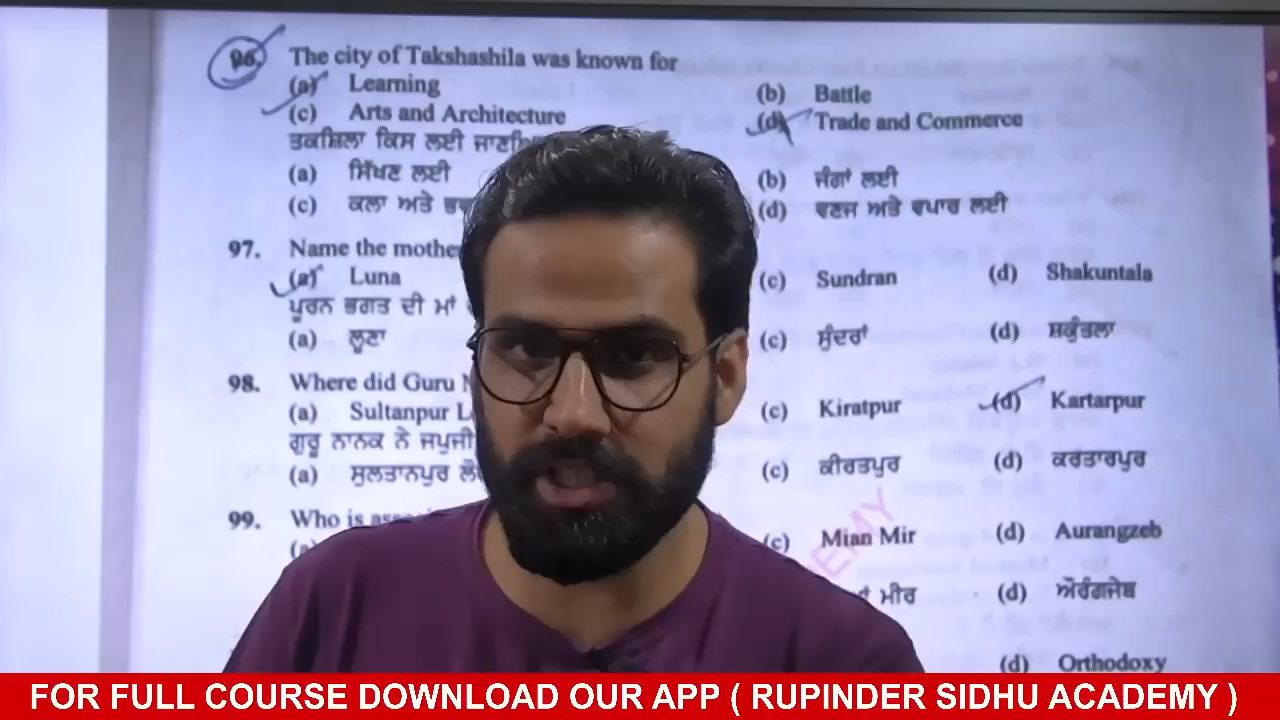 96. The city of Takshashila was known for
(a) Learning (b) Battle
(c) Arts and Architecture (d) Trade and Commerce
ਤਕਸ਼ਿਲਾ ਕਿਸ ਲਈ
(a) ਸਿੱਖਣ ਲਈ (b) ਜੰਗਾਂ ਲਈ
(c) ਕਲਾ ਅਤੇ (d) ਵਣਜ ਅਤੇ ਵਪਾਰ ਲਈ
97. Name the
(a) Luna (c) Sundran (d) Shakuntala
ਪੂਰਨ ਭਗਤ ਦੀ ਮਾਂ
(a) ਲੂਣਾ (c) ਸੁੰਦਰਾਂ (d) ਸ਼ਕੁੰਤਲਾ
98. Where did Guru
(a) Sultanpur (c) Kiratpur (d) Kartarpur
ਗੁਰੂ ਨਾਨਕ ਨੇ
(a) ਸੁਲਤਾਨਪੁਰ (c) ਕੀਰਤਪੁਰ (d) ਕਰਤਾਰਪੁਰ
99. Who is
(c) Mian Mir (d) Aurangzeb
ਮੀਰ (d) ਔਰੰਗਜੇਬ
(d) Orthodoxy
FOR FULL COURSE DOWNLOAD OUR APP ( RUPINDER SIDHU ACADEMY )